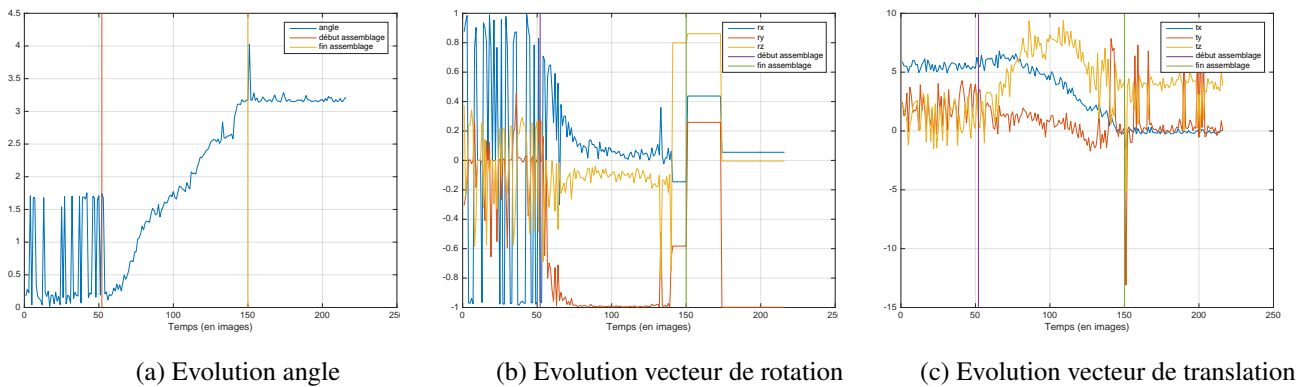 4.5
4
3.5
3
2.5
2
1.5
1
0.5
0
0
50
100
150
200
25
Temps (en images)
angle
début assemblage
fin assemblage
(a) Evolution angle
1
0.8
0.6
0.4
0.2
0
-0.2
-0.4
-0.6
-0.8
-1
0
50
100
150
200
25
Temps (en images)
rx
ry
rz
début assemblage
fin assemblage
(b) Evolution vecteur de rotation
10
5
0
-5
-10
-15
0
50
100
150
200
250
Temps (en images)
tx
ty
tz
début assemblage
fin assemblage
(c) Evolution vecteur de translation